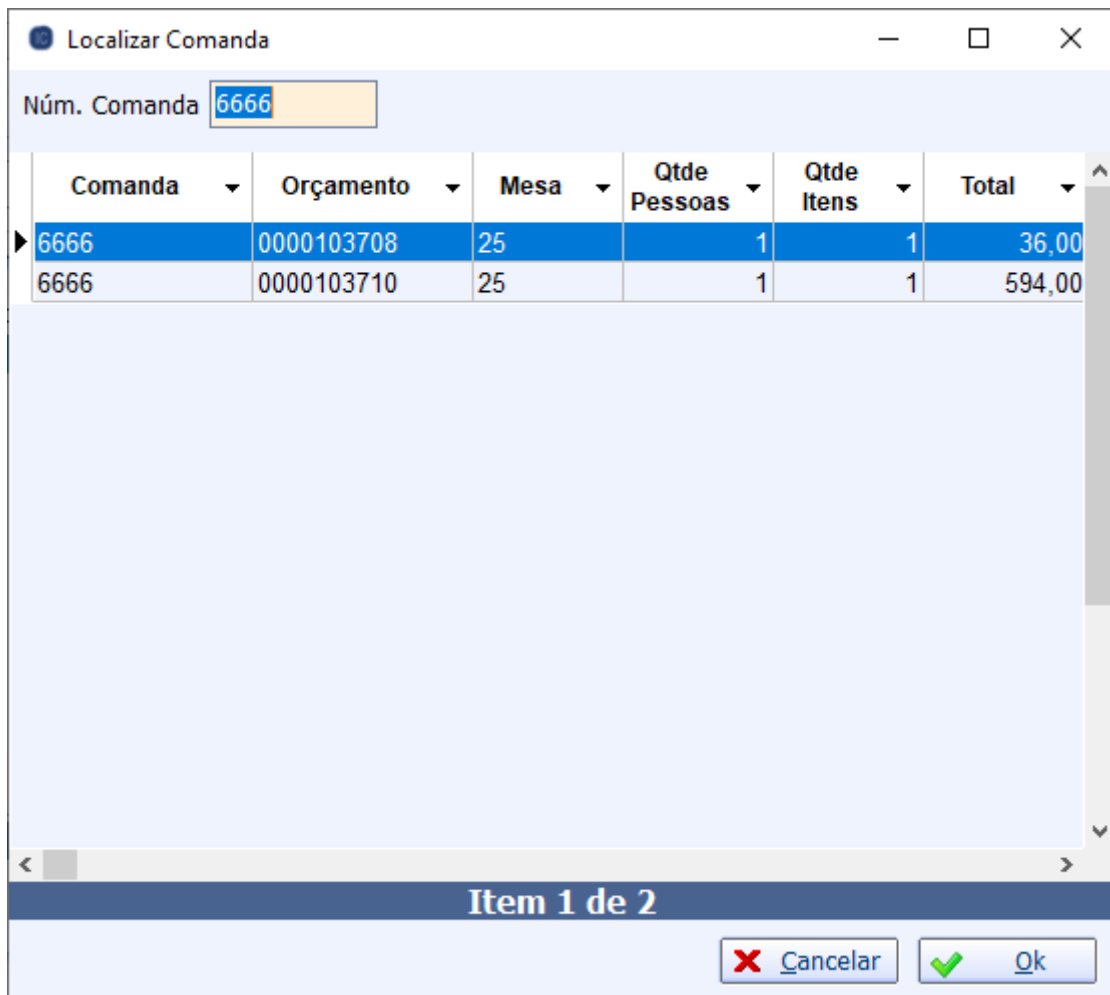 Localizar Comanda
Núm. Comanda 6666
Comanda Orçamento Mesa Qtde Pessoas Qtde Itens Total
6666 0000103708 25 1 1 36,00
6666 0000103710 25 1 1 594,00
Item 1 de 2
Cancelar Ok